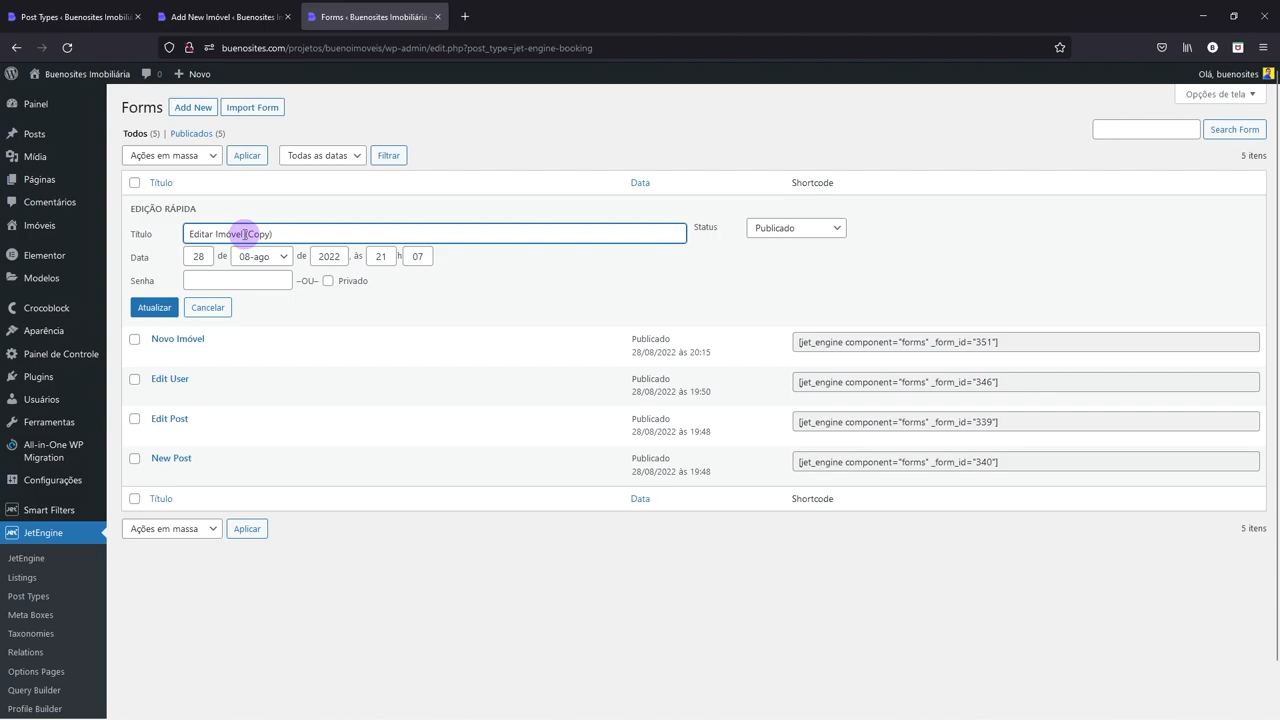 Post Types ‹ Buenosites Imobili
Add New Imóvel ‹ Buenosites In
Forms ‹ Buenosites Imobiliária —
buenosites.com/projetos/buenoimoveis/wp-admin/edit.php?post_type=jet-engine-booking
Buenosites Imobiliária 0 Novo
Olá, buenosites
Painel
Posts
Mídia
Páginas
Comentários
Imóveis
Elementor
Modelos
Crocoblock
Aparência
Painel de Controle
Plugins
Usuários
Ferramentas
All-in-One WP
Migration
Configurações
Smart Filters
JetEngine
JetEngine
Listings
Post Types
Meta Boxes
Taxonomies
Relations
Options Pages
Query Builder
Profile Builder
Opções de tela
Forms Add New Import Form
Todos (5) | Publicados (5)
Search Form
Ações em massa Aplicar Todas as datas Filtrar
5 itens
Título Data Shortcode
EDIÇÃO RÁPIDA
Título Editar Imóvel (Copy) Status Publicado
Data 28 de 08-ago de 2022 , às 21 h 07
Senha –OU– Privado
Atualizar Cancelar
Novo Imóvel Publicado [jet_engine component="forms" _form_id="351"]
28/08/2022 às 20:15
Edit User Publicado [jet_engine component="forms" _form_id="346"]
28/08/2022 às 19:50
Edit Post Publicado [jet_engine component="forms" _form_id="339"]
28/08/2022 às 19:48
New Post Publicado [jet_engine component="forms" _form_id="340"]
28/08/2022 às 19:48
Título Data Shortcode
Ações em massa Aplicar
5 itens